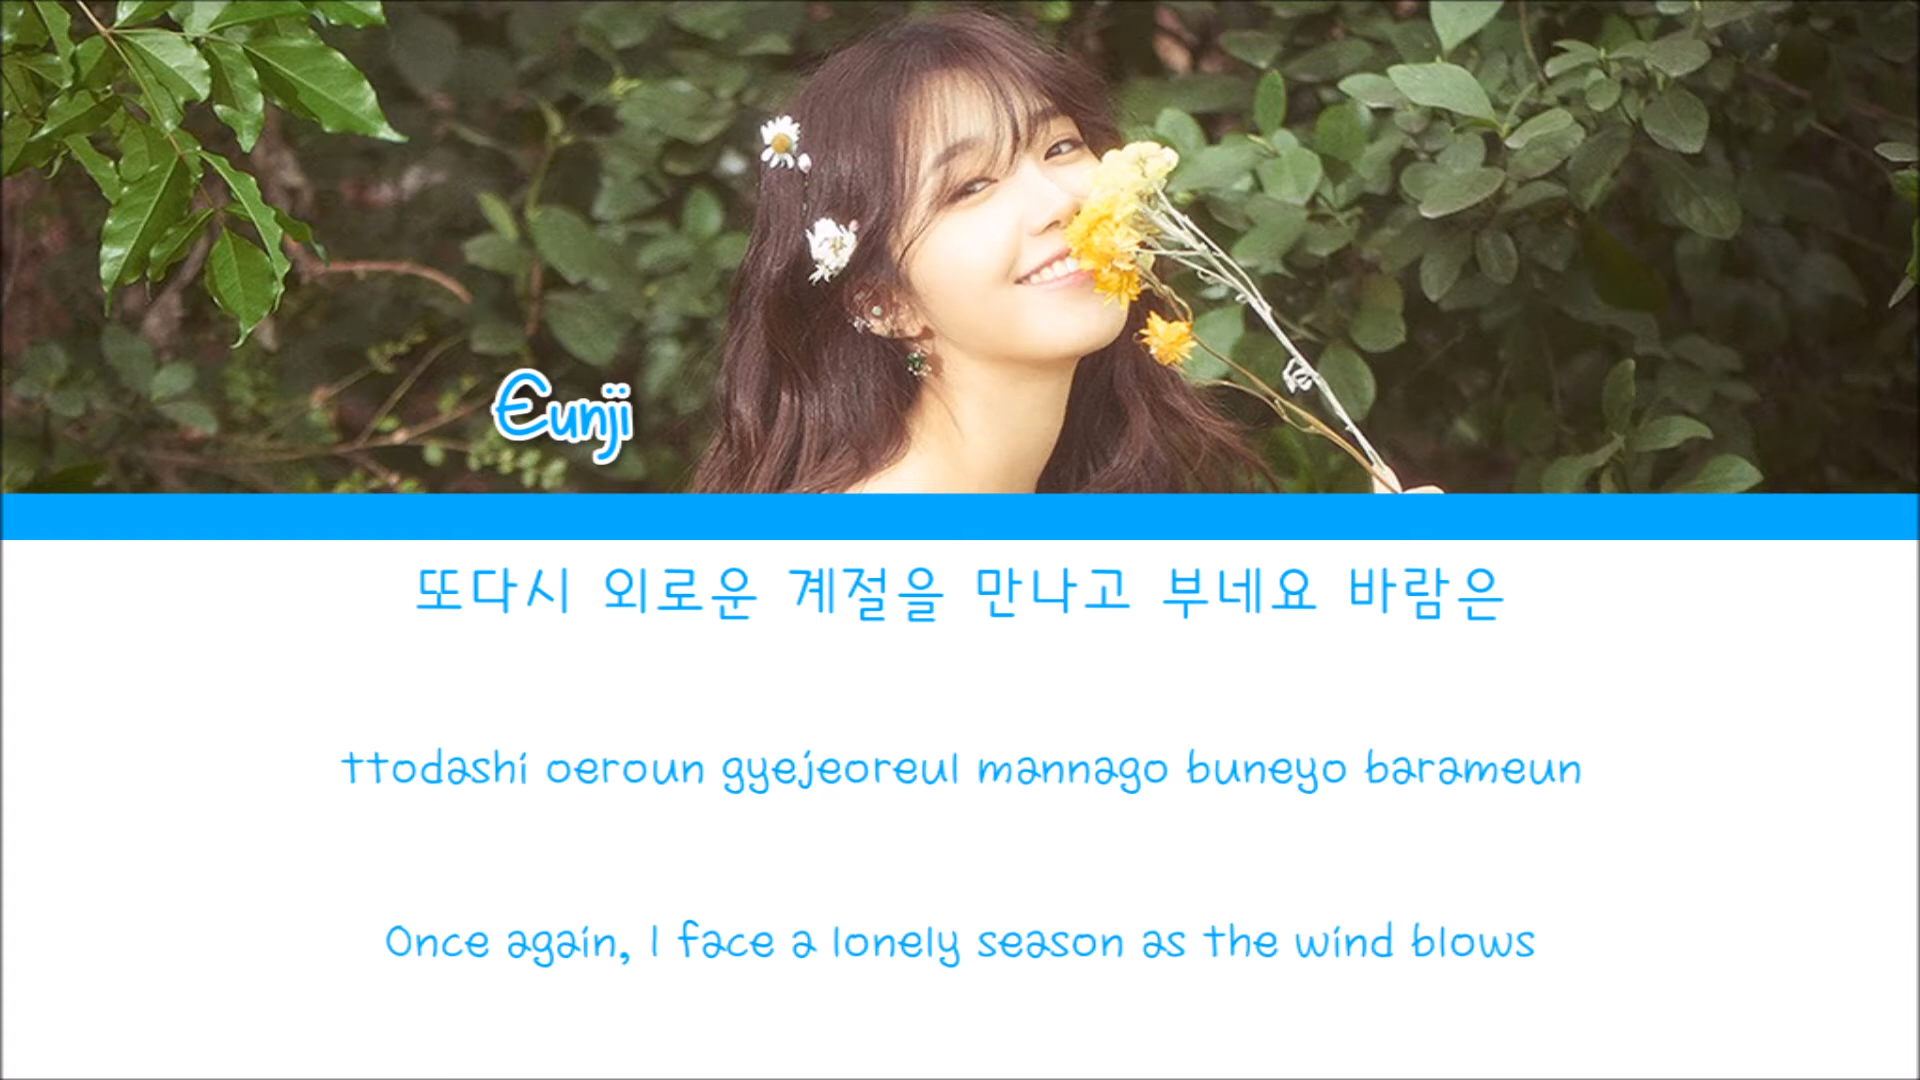 Eunji
또다시 외로운 계절을 만나고 부네요 바람은
ttodashi oeroun gyejeoreul mannago buneyo barameun
Once again, I face a lonely season as the wind blows